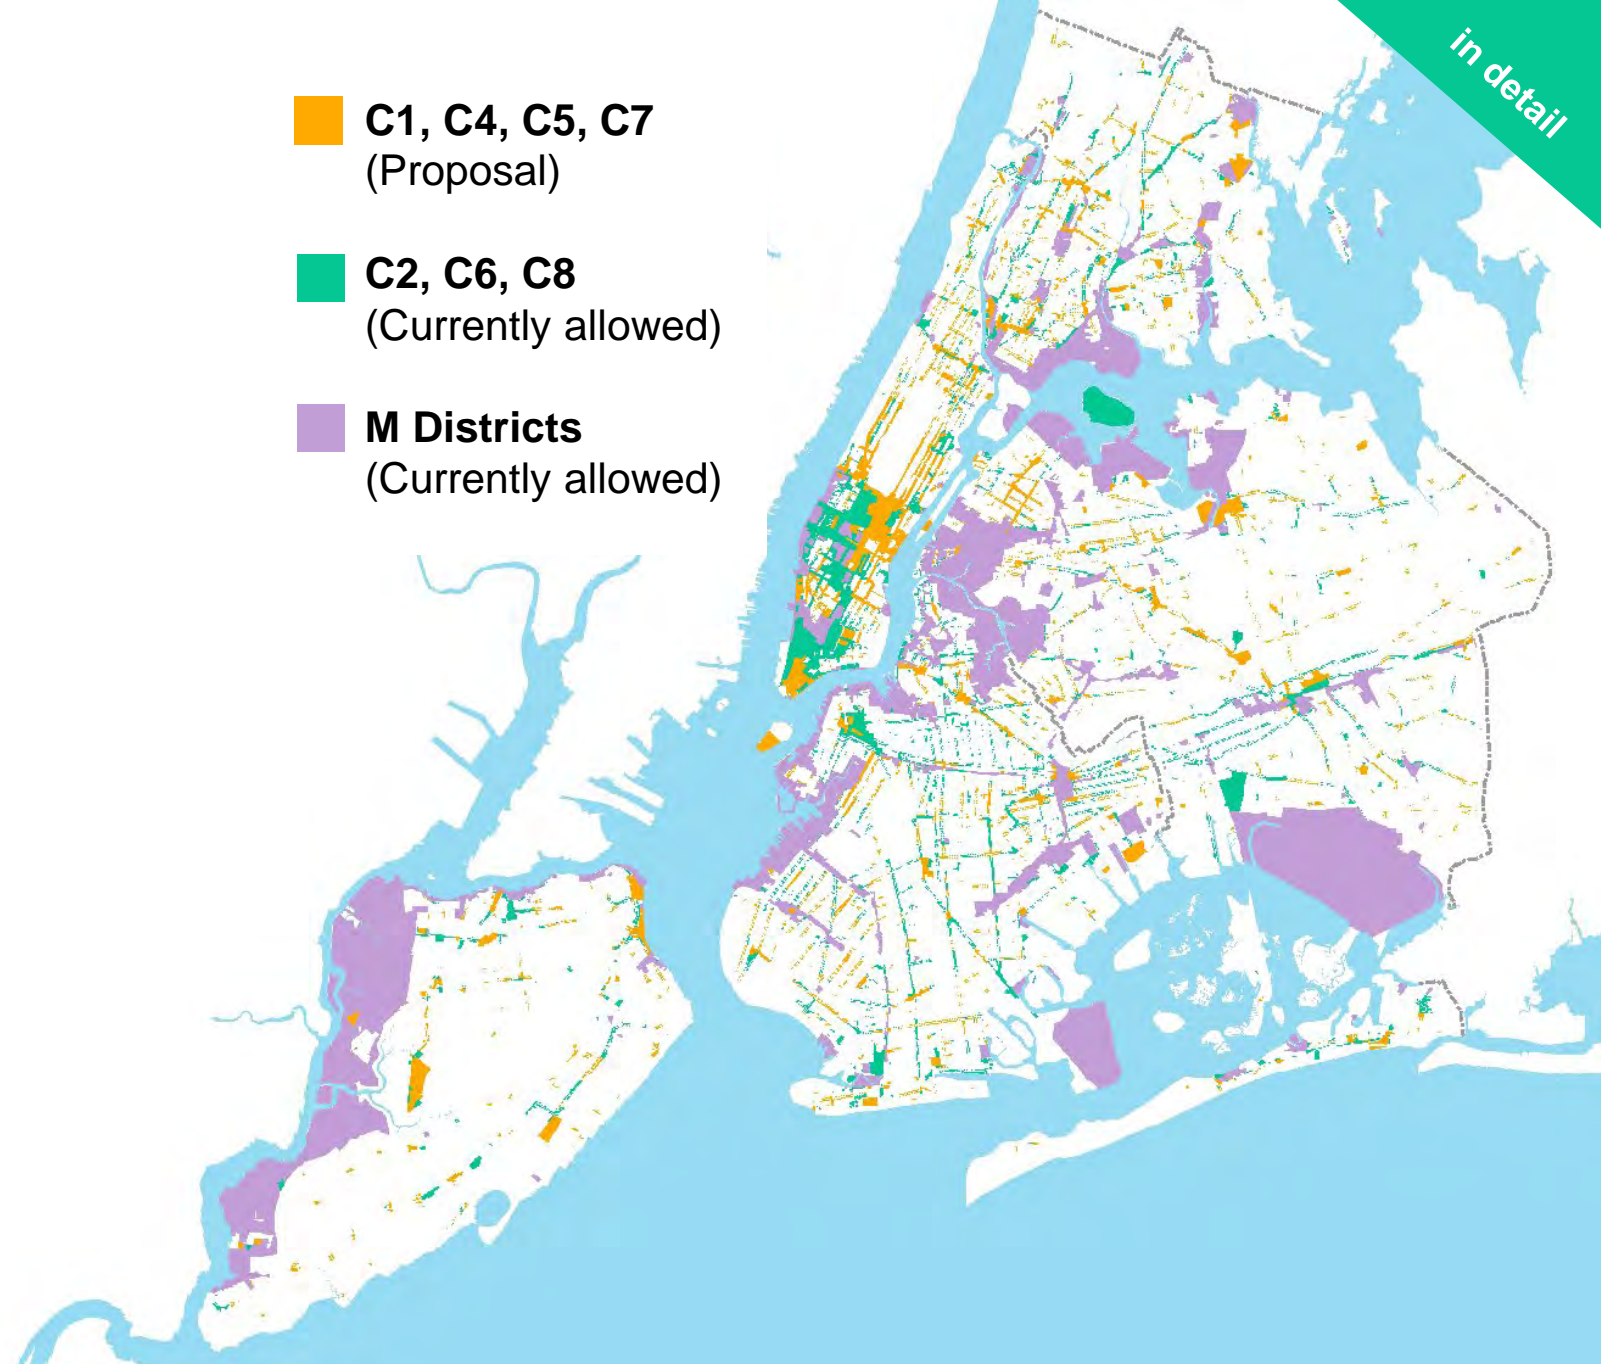 in detail
C1, C4, C5, C7
(Proposal)
C2, C6, C8
(Currently allowed)
M Districts
(Currently allowed)